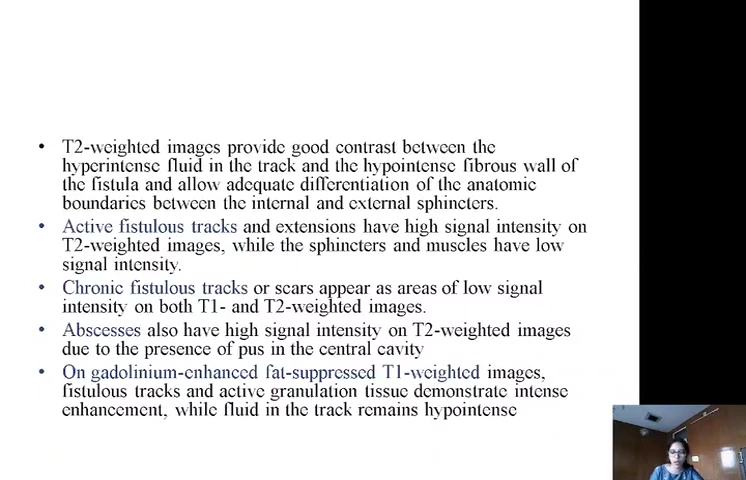 • T2-weighted images provide good contrast between the
hyperintense fluid in the track and the hypointense fibrous wall of
the fistula and allow adequate differentiation of the anatomic
boundaries between the internal and external sphincters.
• Active fistulous tracks and extensions have high signal intensity on
T2-weighted images, while the sphincters and muscles have low
signal intensity.
• Chronic fistulous tracks or scars appear as areas of low signal
intensity on both T1- and T2-weighted images.
• Abscesses also have high signal intensity on T2-weighted images
due to the presence of pus in the central cavity
• On gadolinium-enhanced fat-suppressed T1-weighted images,
fistulous tracks and active granulation tissue demonstrate intense
enhancement, while fluid in the track remains hypointense